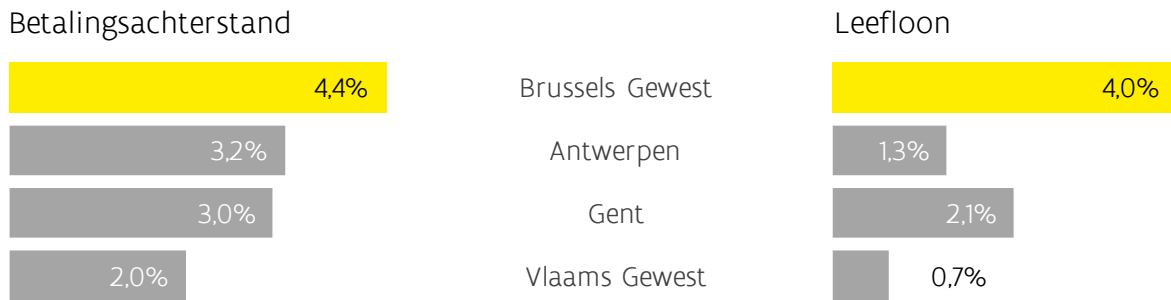 Betalingsachterstand Leefloon
4,4% Brussels Gewest 4,0%
3,2% Antwerpen 1,3%
3,0% Gent 2,1%
2,0% Vlaams Gewest 0,7%